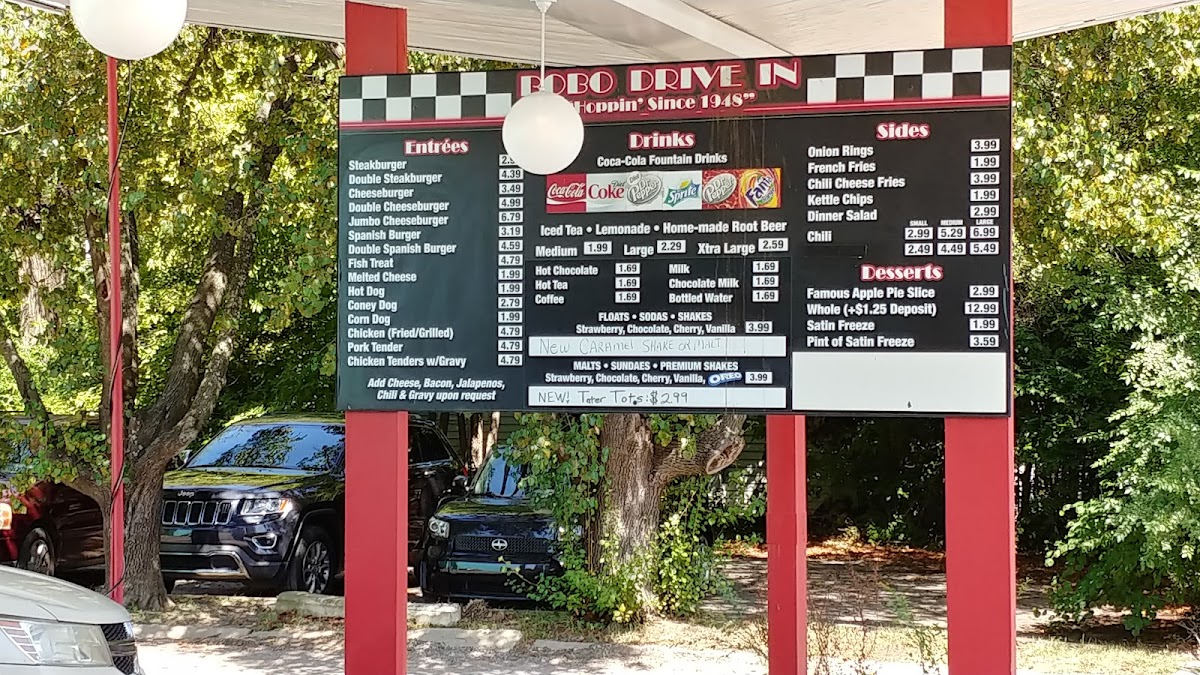 BOBO DRIVE IN
"Hoppin' Since 1948"
Entrées
Steakburger
Double Steakburger 4.39
Cheeseburger 3.49
Double Cheeseburger 4.99
Jumbo Cheeseburger 6.79
Spanish Burger 3.19
Double Spanish Burger 4.59
Fish Treat 4.79
Melted Cheese 1.99
Hot Dog 1.99
Coney Dog 2.79
Corn Dog 1.99
Chicken (Fried/Grilled) 4.79
Pork Tender 4.79
Chicken Tenders w/Gravy 4.79
Add Cheese, Bacon, Jalapenos,
Chili & Gravy upon request
Drinks
Coca-Cola Fountain Drinks
Coca-Cola Diet Coke Diet Dr Pepper Sprite Dr Pepper Fanta
Iced Tea • Lemonade • Home-made Root Beer
Medium 1.99 Large 2.29 Xtra Large 2.59
Hot Chocolate 1.69 Milk 1.69
Hot Tea 1.69 Chocolate Milk 1.69
Coffee 1.69 Bottled Water 1.69
FLOATS • SODAS • SHAKES
Strawberry, Chocolate, Cherry, Vanilla 3.99
New CARAMEL SHAKE OR MALT!
MALTS • SUNDAES • PREMIUM SHAKES
Strawberry, Chocolate, Cherry, Vanilla, OREO 3.99
NEW! Tater Tots: $2.99
Sides
Onion Rings 3.99
French Fries 1.99
Chili Cheese Fries 3.99
Kettle Chips 1.99
Dinner Salad 2.99
SMALL MEDIUM LARGE
Chili 2.99 5.29 6.99
2.49 4.49 5.49
Desserts
Famous Apple Pie Slice 2.99
Whole (+$1.25 Deposit) 12.99
Satin Freeze 1.99
Pint of Satin Freeze 3.59
Jeep